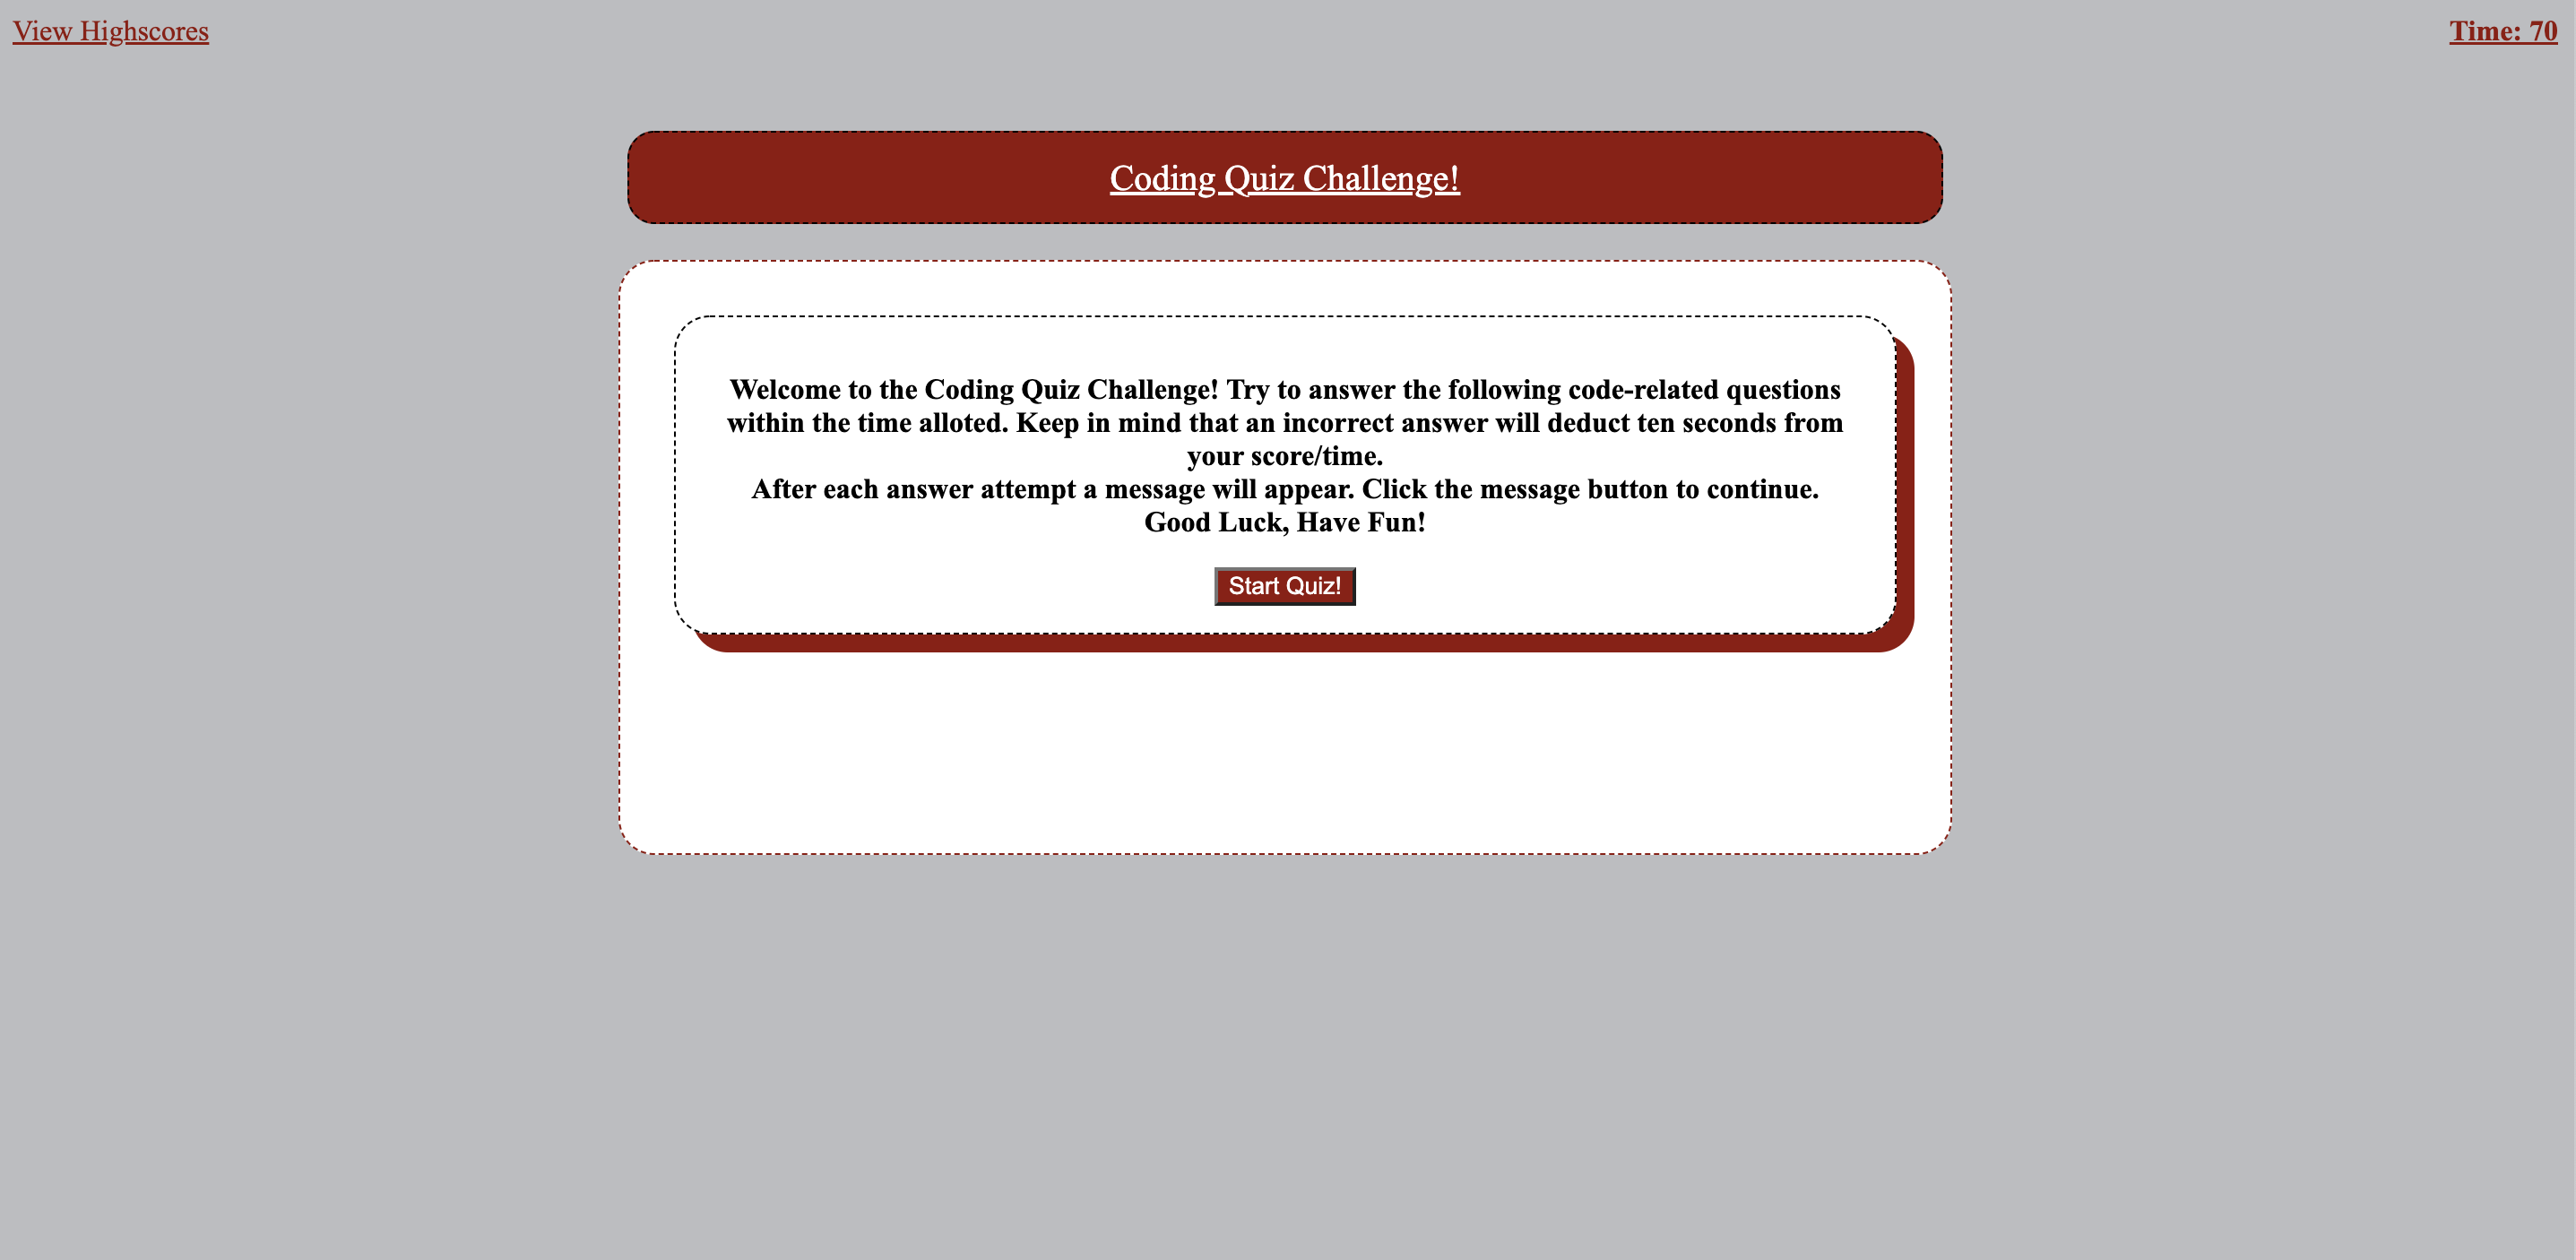 View Highscores
Time: 70
Coding Quiz Challenge!
Welcome to the Coding Quiz Challenge! Try to answer the following code-related questions
within the time alloted. Keep in mind that an incorrect answer will deduct ten seconds from
your score/time.
After each answer attempt a message will appear. Click the message button to continue.
Good Luck, Have Fun!
Start Quiz!